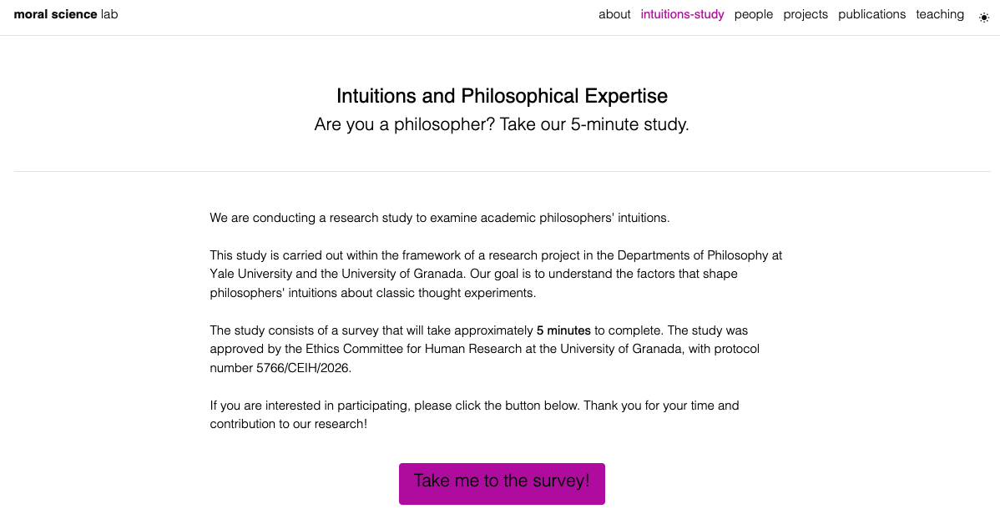 moral science lab
about intuitions-study people projects publications teaching
Intuitions and Philosophical Expertise
Are you a philosopher? Take our 5-minute study.
We are conducting a research study to examine academic philosophers' intuitions.
This study is carried out within the framework of a research project in the Departments of Philosophy at
Yale University and the University of Granada. Our goal is to understand the factors that shape
philosophers' intuitions about classic thought experiments.
The study consists of a survey that will take approximately 5 minutes to complete. The study was
approved by the Ethics Committee for Human Research at the University of Granada, with protocol
number 5766/CEIH/2026.
If you are interested in participating, please click the button below. Thank you for your time and
contribution to our research!
Take me to the survey!